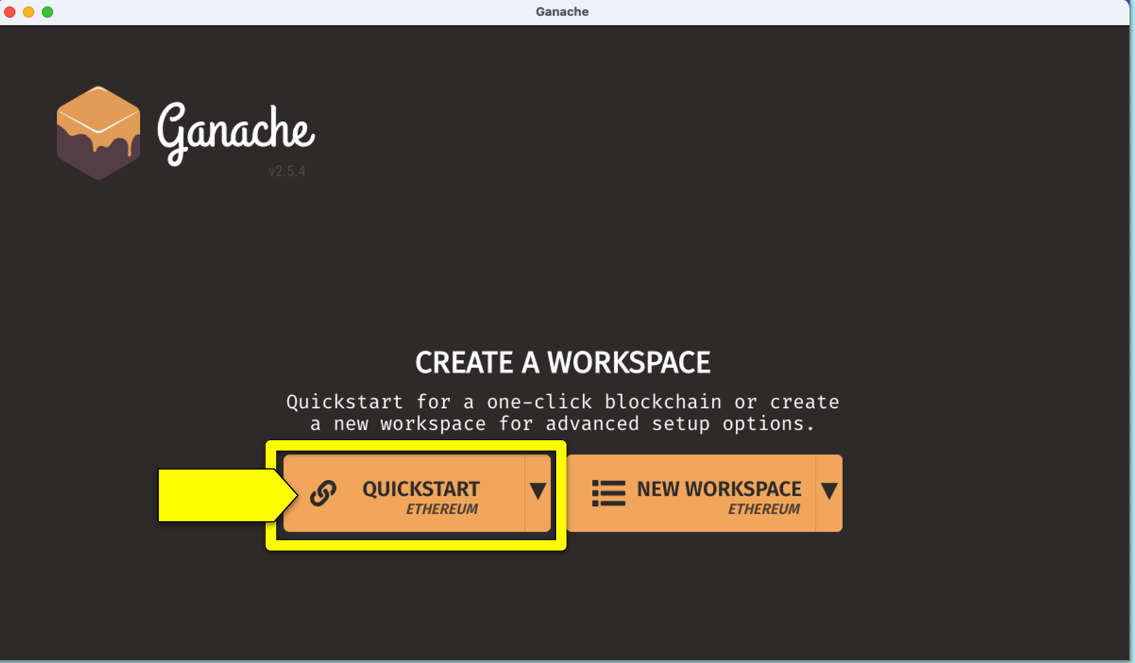 Ganache
Ganache
v2.5.4
CREATE A WORKSPACE
Quickstart for a one-click blockchain or create
a new workspace for advanced setup options.
QUICKSTART
ETHEREUM
NEW WORKSPACE
ETHEREUM